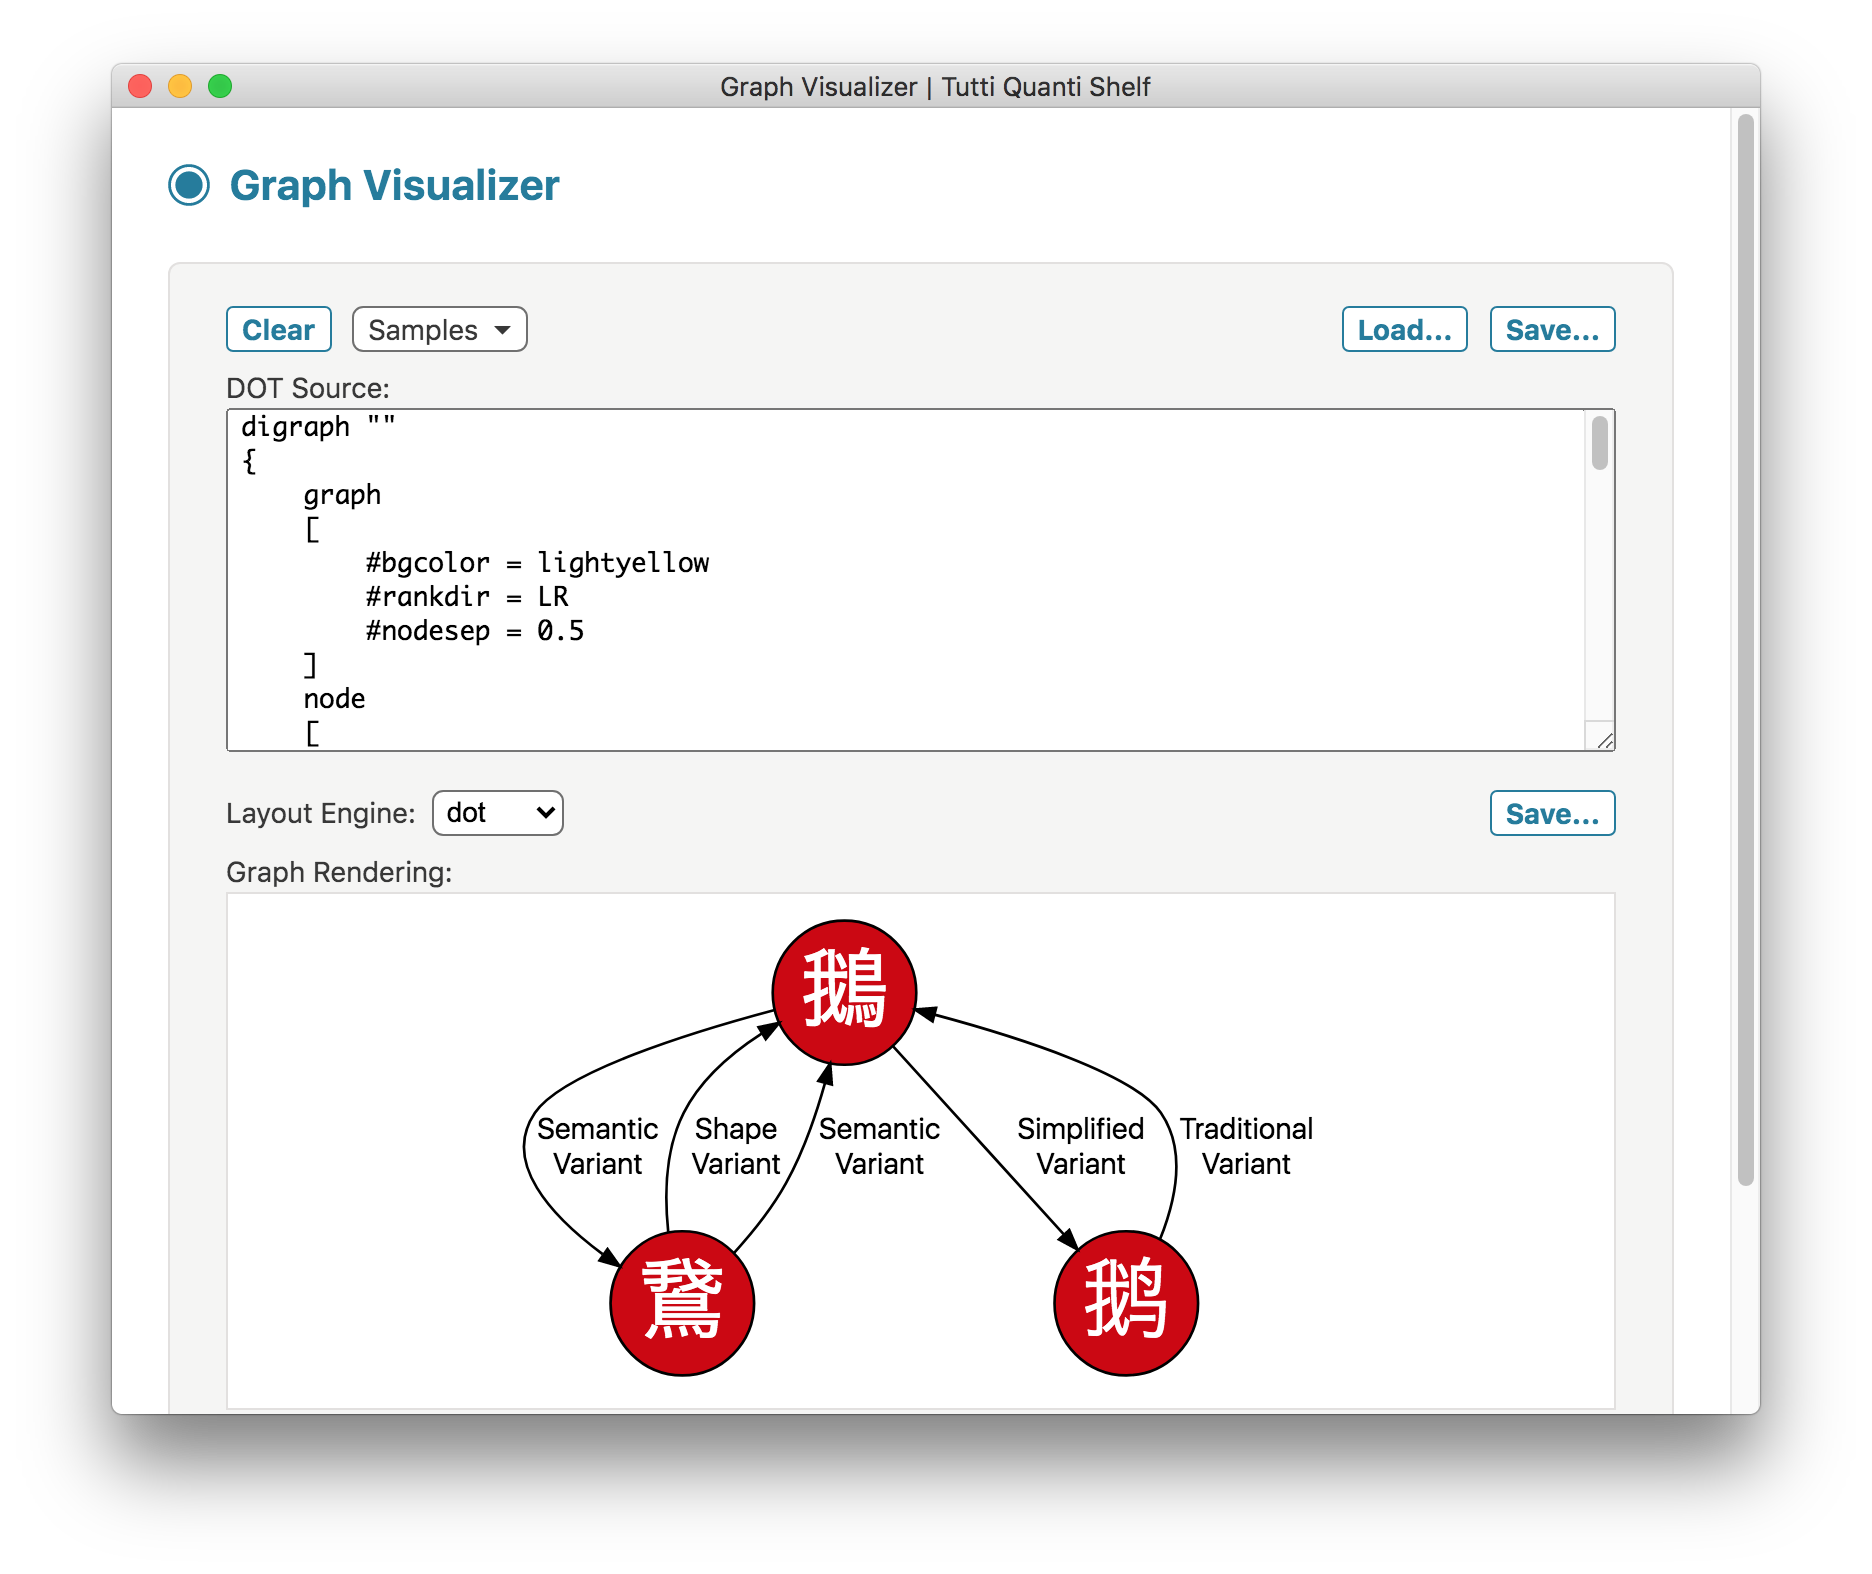 Graph Visualizer | Tutti Quanti Shelf
Graph Visualizer
Clear
Samples
Load...
Save...
DOT Source:
digraph ""
{
graph
[
#bgcolor = lightyellow
#rankdir = LR
#nodesep = 0.5
]
node
[
Layout Engine:
dot
Save...
Graph Rendering:
鵝
Semantic
Variant
Shape
Variant
Semantic
Variant
Simplified
Variant
Traditional
Variant
鵞
鹅